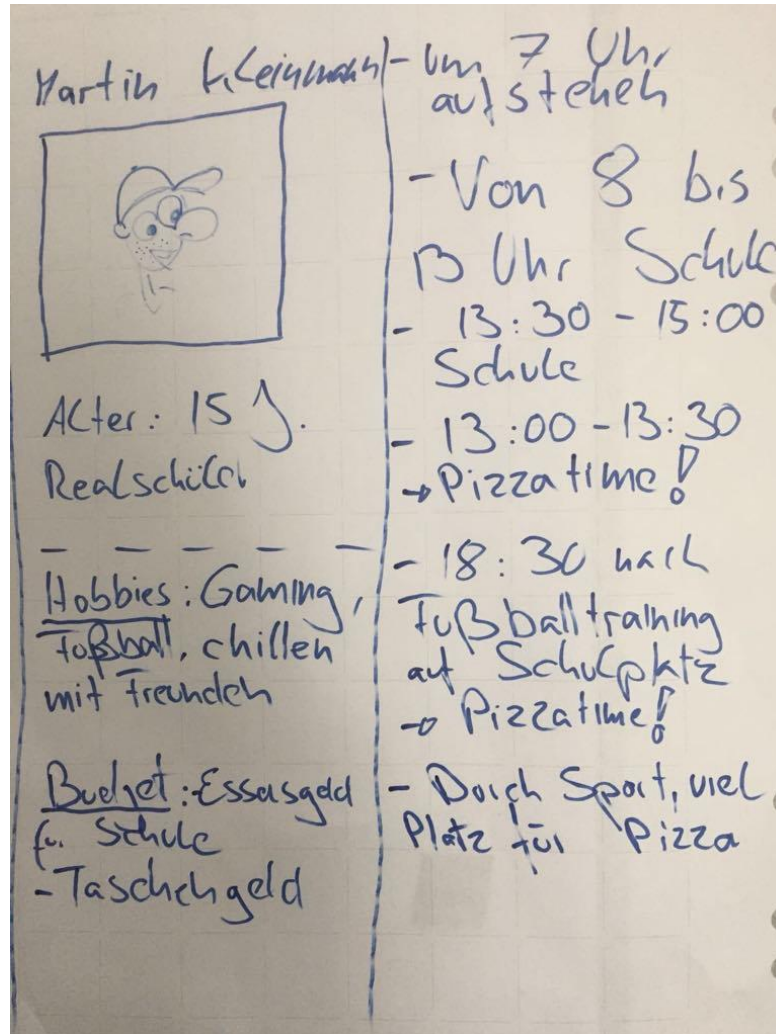 Martin Kleinmann
Alter: 15 J.
Realschüler
Hobbies: Gaming,
Fußball, chillen
mit Freunden
Budget: Essensgeld
f. Schule
- Taschengeld
- Um 7 Uhr
aufstehen
- Von 8 bis
13 Uhr Schule
- 13:30 - 15:00
Schule
- 13:00 - 13:30
→ Pizzatime!
- 18:30 nach
Fußballtraining
auf Schulplatz
→ Pizzatime!
- Durch Sport, viel
Platz für Pizza